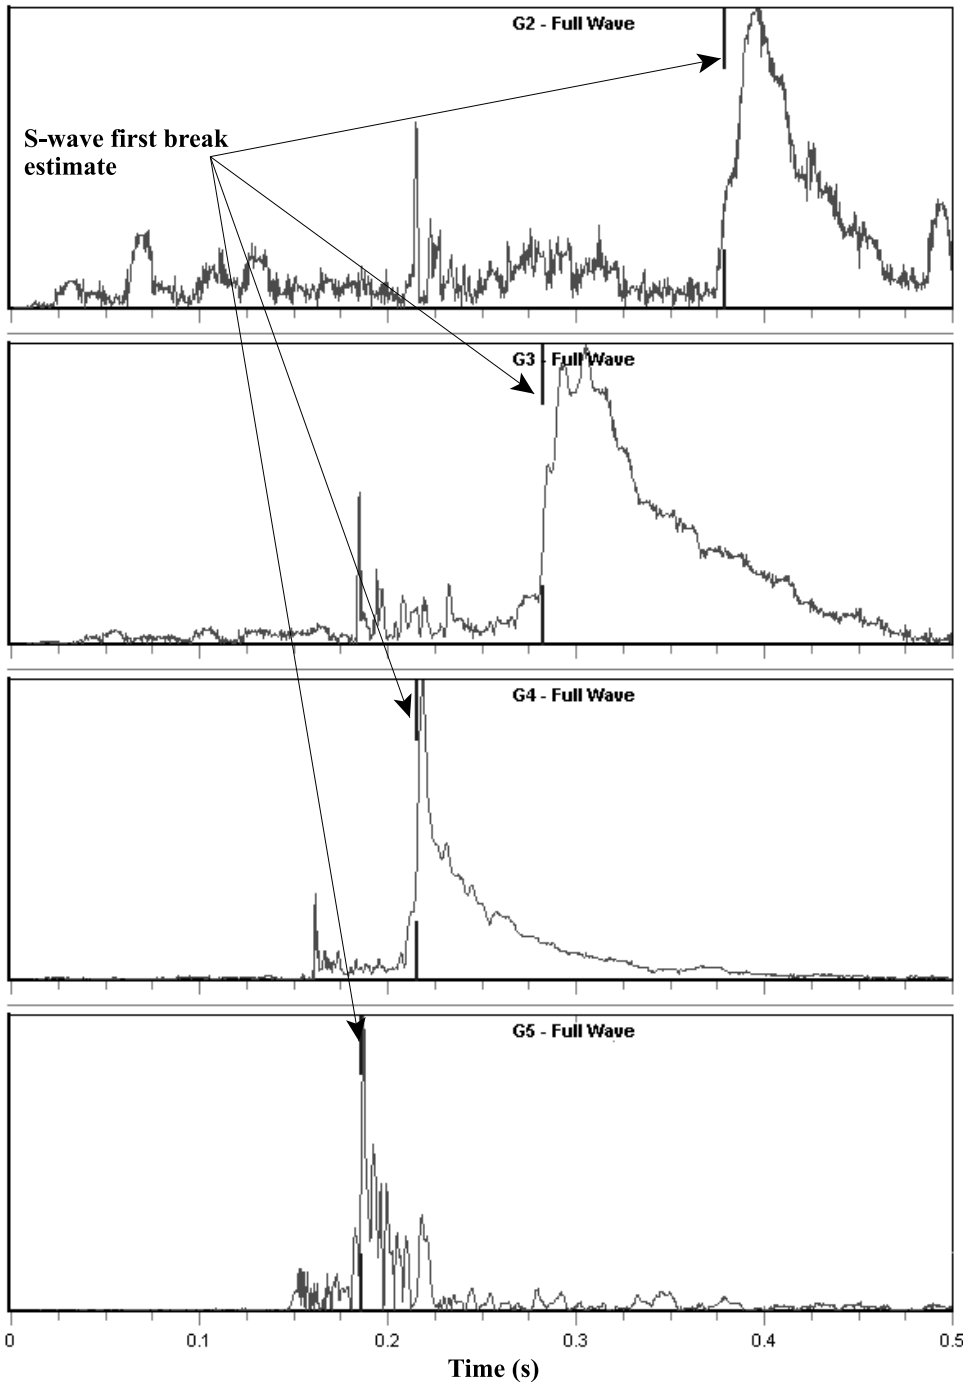 G2 - Full Wave
S-wave first break
estimate
G3 - Full Wave
G4 - Full Wave
G5 - Full Wave
0 0.1 0.2 0.3 0.4 0.5
Time (s)